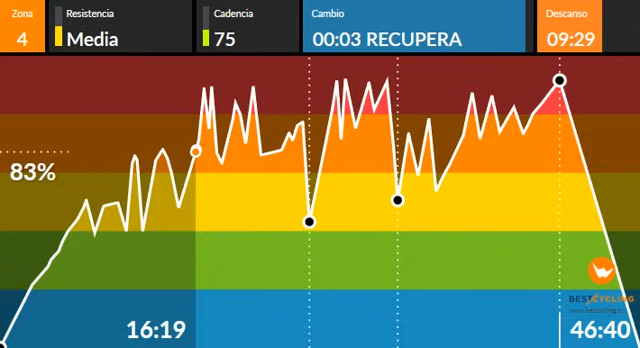 Zona
4
Resistencia
Media
Cadencia
75
Cambio
00:03 RECUPERA
Descanso
09:29
83%
BESTCYCLING
16:19
46:40